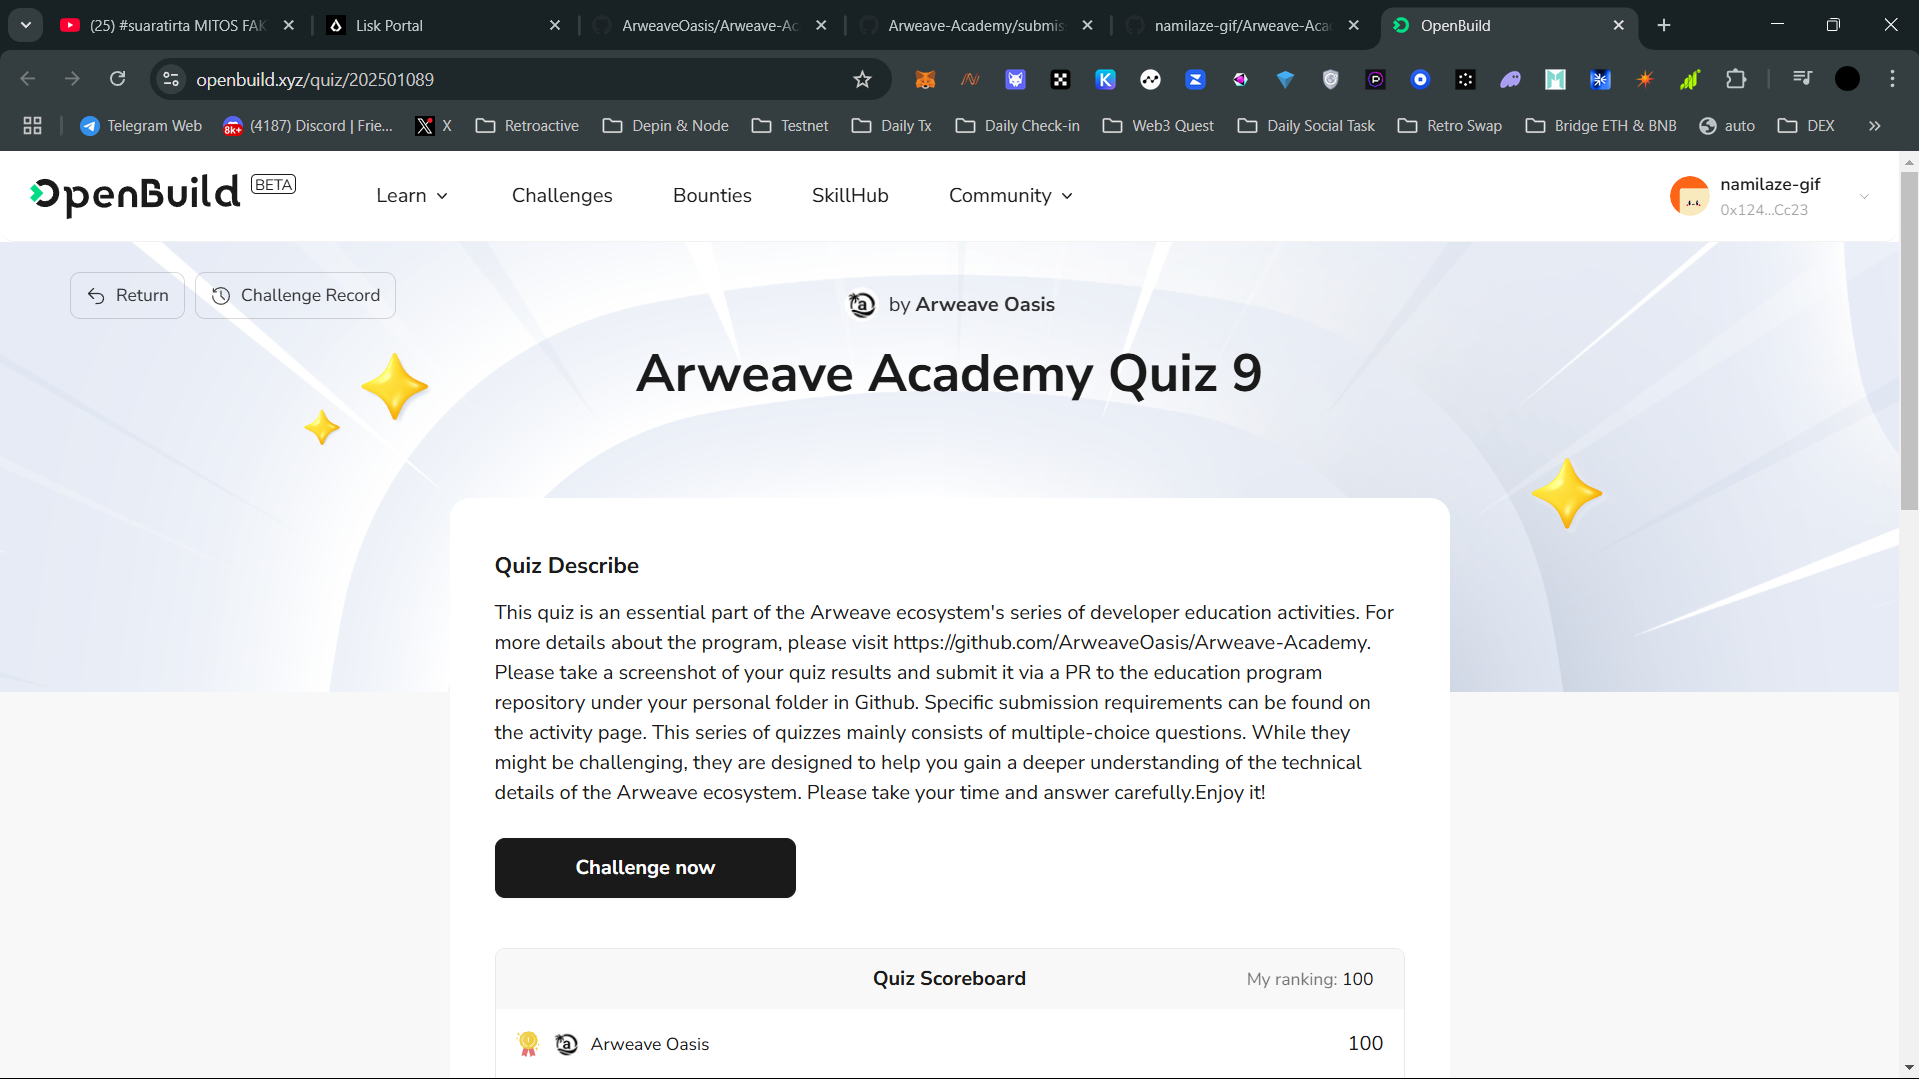 (25) #suaratirta MITOS FAK
Lisk Portal
ArweaveOasis/Arweave-Ac
Arweave-Academy/submis
namilaze-gif/Arweave-Aca
OpenBuild
openbuild.xyz/quiz/202501089
Telegram Web
(4187) Discord | Frie...
X
Retroactive
Depin & Node
Testnet
Daily Tx
Daily Check-in
Web3 Quest
Daily Social Task
Retro Swap
Bridge ETH & BNB
auto
DEX
OpenBuild BETA
Learn
Challenges
Bounties
SkillHub
Community
namilaze-gif
0x124...Cc23
Return
Challenge Record
by Arweave Oasis
Arweave Academy Quiz 9
Quiz Describe
This quiz is an essential part of the Arweave ecosystem's series of developer education activities. For
more details about the program, please visit https://github.com/ArweaveOasis/Arweave-Academy.
Please take a screenshot of your quiz results and submit it via a PR to the education program
repository under your personal folder in Github. Specific submission requirements can be found on
the activity page. This series of quizzes mainly consists of multiple-choice questions. While they
might be challenging, they are designed to help you gain a deeper understanding of the technical
details of the Arweave ecosystem. Please take your time and answer carefully.Enjoy it!
Challenge now
Quiz Scoreboard
My ranking: 100
Arweave Oasis
100